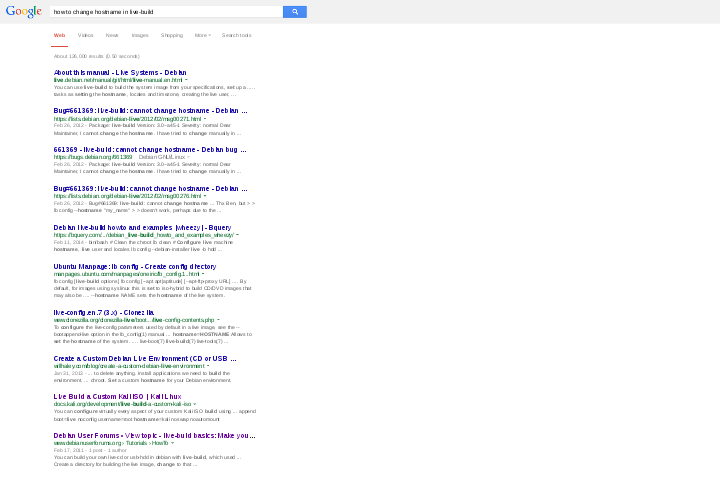 Google how to change hostname in live-build
Web Videos News Images Shopping More Search tools
About this manual - Live Systems - Debian
live.debian.net/manual/git/html/live-manual.en.html
You can use live-build to build the system image from your specifications, set up a ...
tasks as setting the hostname, locales and timezone, creating the live user, ...
Bug#661369: live-build: cannot change hostname - Debian ...
https://lists.debian.org/debian-live/2012/02/msg00271.html
Feb 26, 2012 - Package: live-build Version: 3.0~a45-1 Severity: normal Dear
Maintainer, I cannot change the hostname. I have tried to change manually in ...
661369 - live-build: cannot change hostname - Debian bug ...
https://bugs.debian.org/661369 Debian GNU/Linux
Feb 26, 2012 - Package: live-build Version: 3.0~a45-1 Severity: normal Dear
Maintainer, I cannot change the hostname. I have tried to change manually in ...
Bug#661369: live-build: cannot change hostname - Debian ...
https://lists.debian.org/debian-live/2012/02/msg00276.html
Feb 26, 2012 - Bug#661369: live-build: cannot change hostname ... Thx Ben, but > >
lb config --hostname "my_name" > > doesn't work, perhaps due to the ...
Debian live-build howto and examples [wheezy] - Bquery
https://bquery.com/.../debian_live-build_howto_and_examples_wheezy/
Feb 11, 2014 - bin/bash # Clean the chroot lb clean # Configure live machine
hostname, live user and locales lb config --debian-installer live lb hdd ...
Ubuntu Manpage: lb config - Create config directory
manpages.ubuntu.com/manpages/oneiric/lb_config.1.html
lb config [live-build options] lb config [--apt apt|aptitude] [--apt-ftp-proxy URL] .... By
default, for images using syslinux this is set to iso-hybrid to build CD/DVD images that
may also be .... --hostname NAME sets the hostname of the live system.
live-config.en.7 (3.x) - Clonezilla
www.clonezilla.org/clonezilla-live/boot.../live-config-contents.php
To configure the live-config parameters used by default in a live image, see the --
bootappend-live option in the lb_config(1) manual ... hostname=HOSTNAME Allows to
set the hostname of the system. .... live-boot(7) live-build(7) live-tools(7) ...
Create a Custom Debian Live Environment (CD or USB ...
willhaley.com/blog/create-a-custom-debian-live-environment
Jan 31, 2013 - ... to delete anything. Install applications we need to build the
environment. ... chroot. Set a custom hostname for your Debian environment.
Live Build a Custom Kali ISO | Kali Linux
docs.kali.org/development/live-build-a-custom-kali-iso
You can configure virtually every aspect of your custom Kali ISO build using ... append
boot=live noconfig username=root hostname=kali noswap noautomount
Debian User Forums • View topic - live-build basics: Make you ...
www.debianuserforums.org › Tutorials › HowTo
Feb 17, 2011 - 1 post - 1 author
You can build your own live-cd or usb-hdd in debian with live-build, which used ...
Create a directory for building the live image, change to that ...